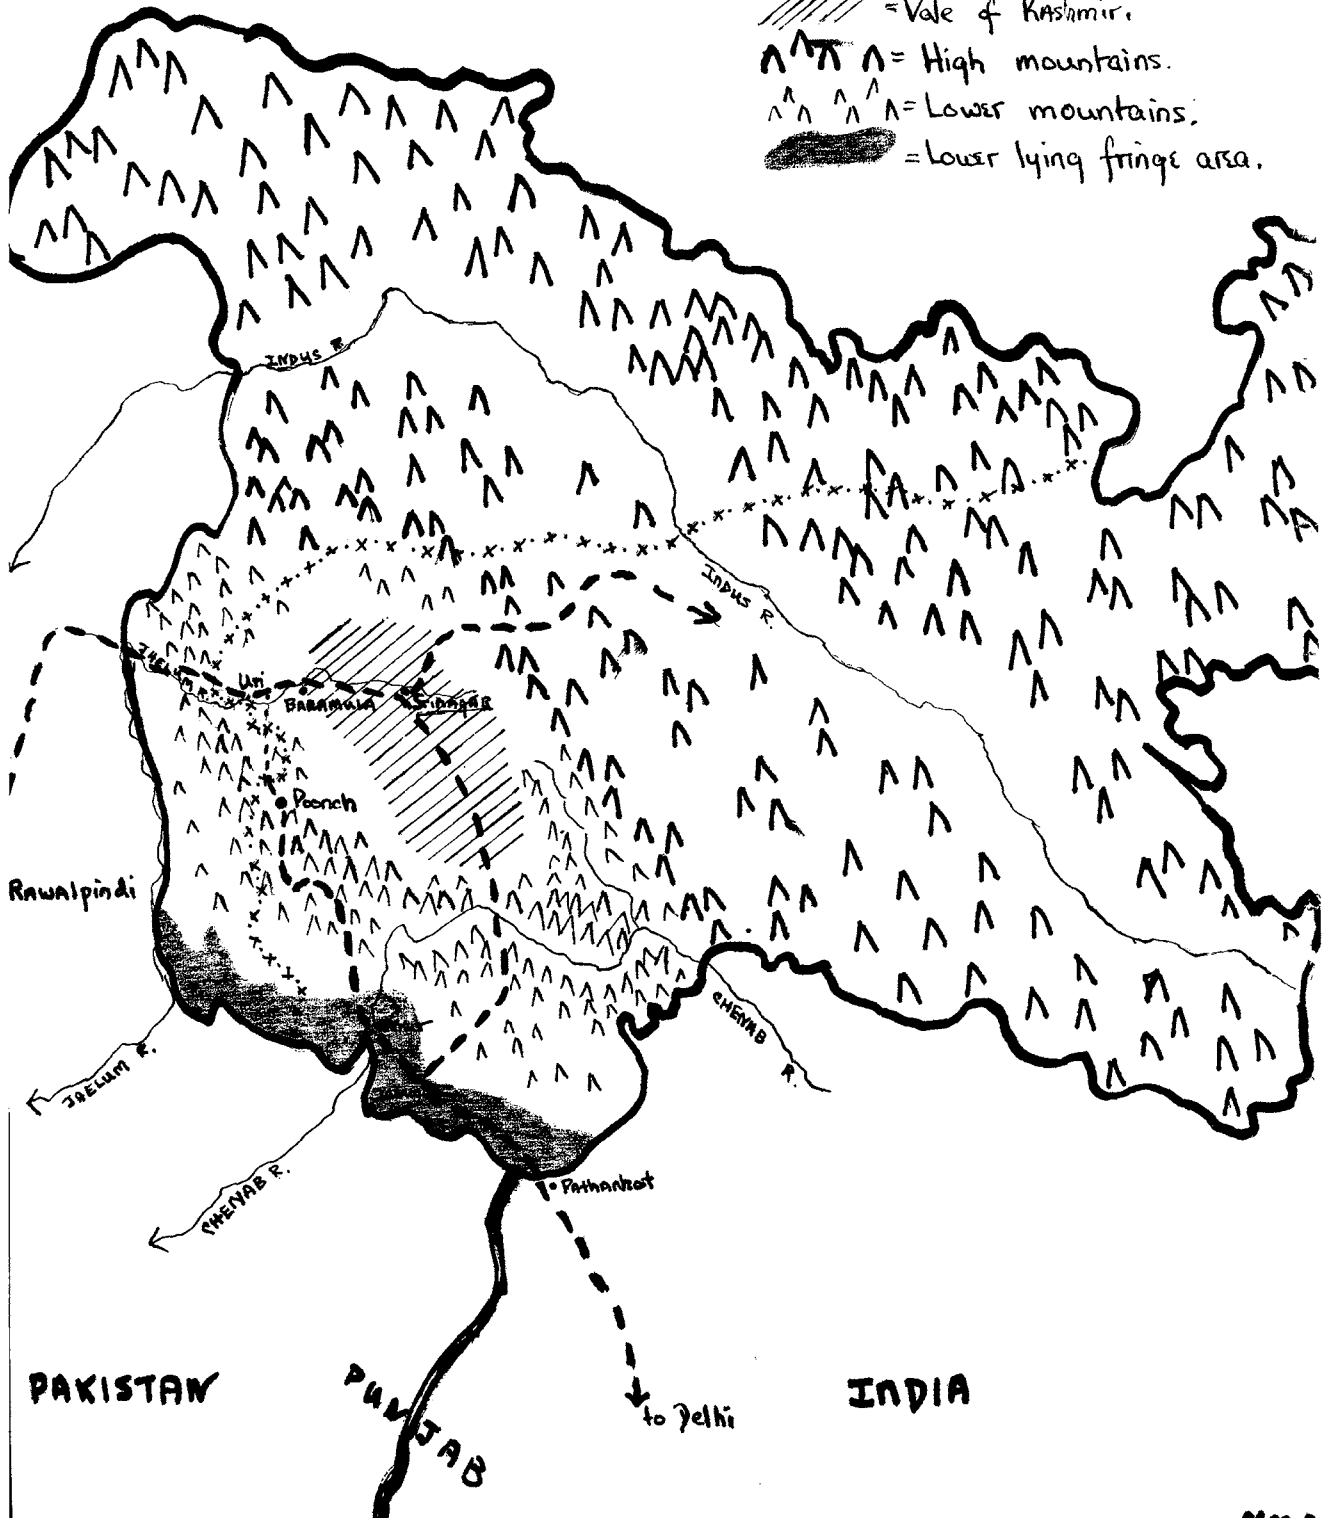 = Vale of Kashmir.
= High mountains.
= Lower mountains.
= Lower lying fringe area.
INDUS R.
INDUS R.
Uri
BARAMULA
Poonch
Rawalpindi
CHENAB R.
JHELUM R.
CHENAB R.
Pathankot
PAKISTAN
PUNJAB
INDIA
to Delhi